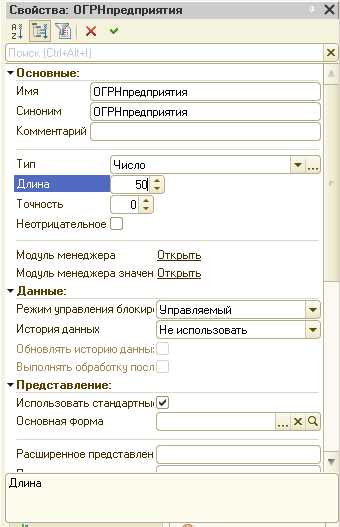 Свойства: ОГРНпредприятия
Поиск (Ctrl+Alt+I)
Основные:
Имя ОГРНпредприятия
Синоним ОГРНпредприятия
Комментарий
Тип Число
Длина 50
Точность 0
Неотрицательное
Модуль менеджера Открыть
Модуль менеджера значен Открыть
Данные:
Режим управления блокиро Управляемый
История данных Не использовать
Обновлять историю данны
Выполнять обработку посл
Представление:
Использовать стандартные
Основная форма
Расширенное представлен
Длина